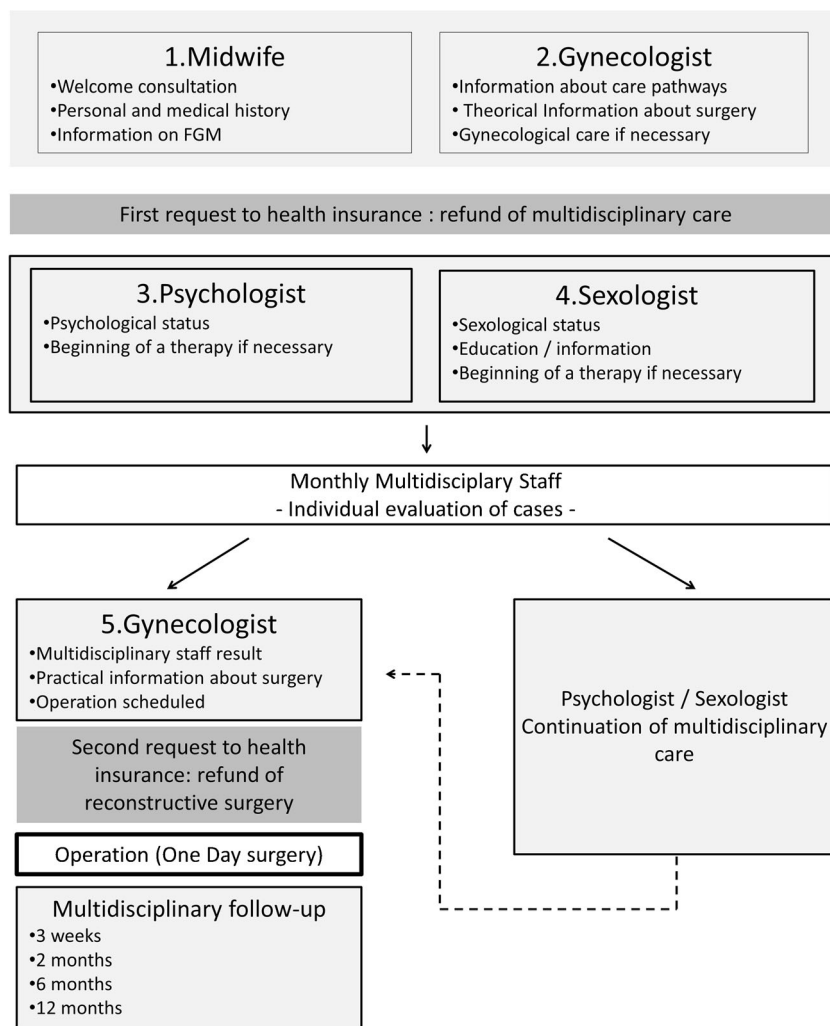 1.Midwife
•Welcome consultation
•Personal and medical history
•Information on FGM
2.Gynecologist
•Information about care pathways
• Theorical Information about surgery
•Gynecological care if necessary
First request to health insurance : refund of multidisciplinary care
3.Psychologist
•Psychological status
•Beginning of a therapy if necessary
4.Sexologist
•Sexological status
•Education / information
•Beginning of a therapy if necessary
Monthly Multidisciplary Staff
- Individual evaluation of cases -
5.Gynecologist
•Multidisciplinary staff result
•Practical information about surgery
•Operation scheduled
Second request to health
insurance: refund of
reconstructive surgery
Operation (One Day surgery)
Multidisciplinary follow-up
•3 weeks
•2 months
•6 months
•12 months
Psychologist / Sexologist
Continuation of multidisciplinary
care